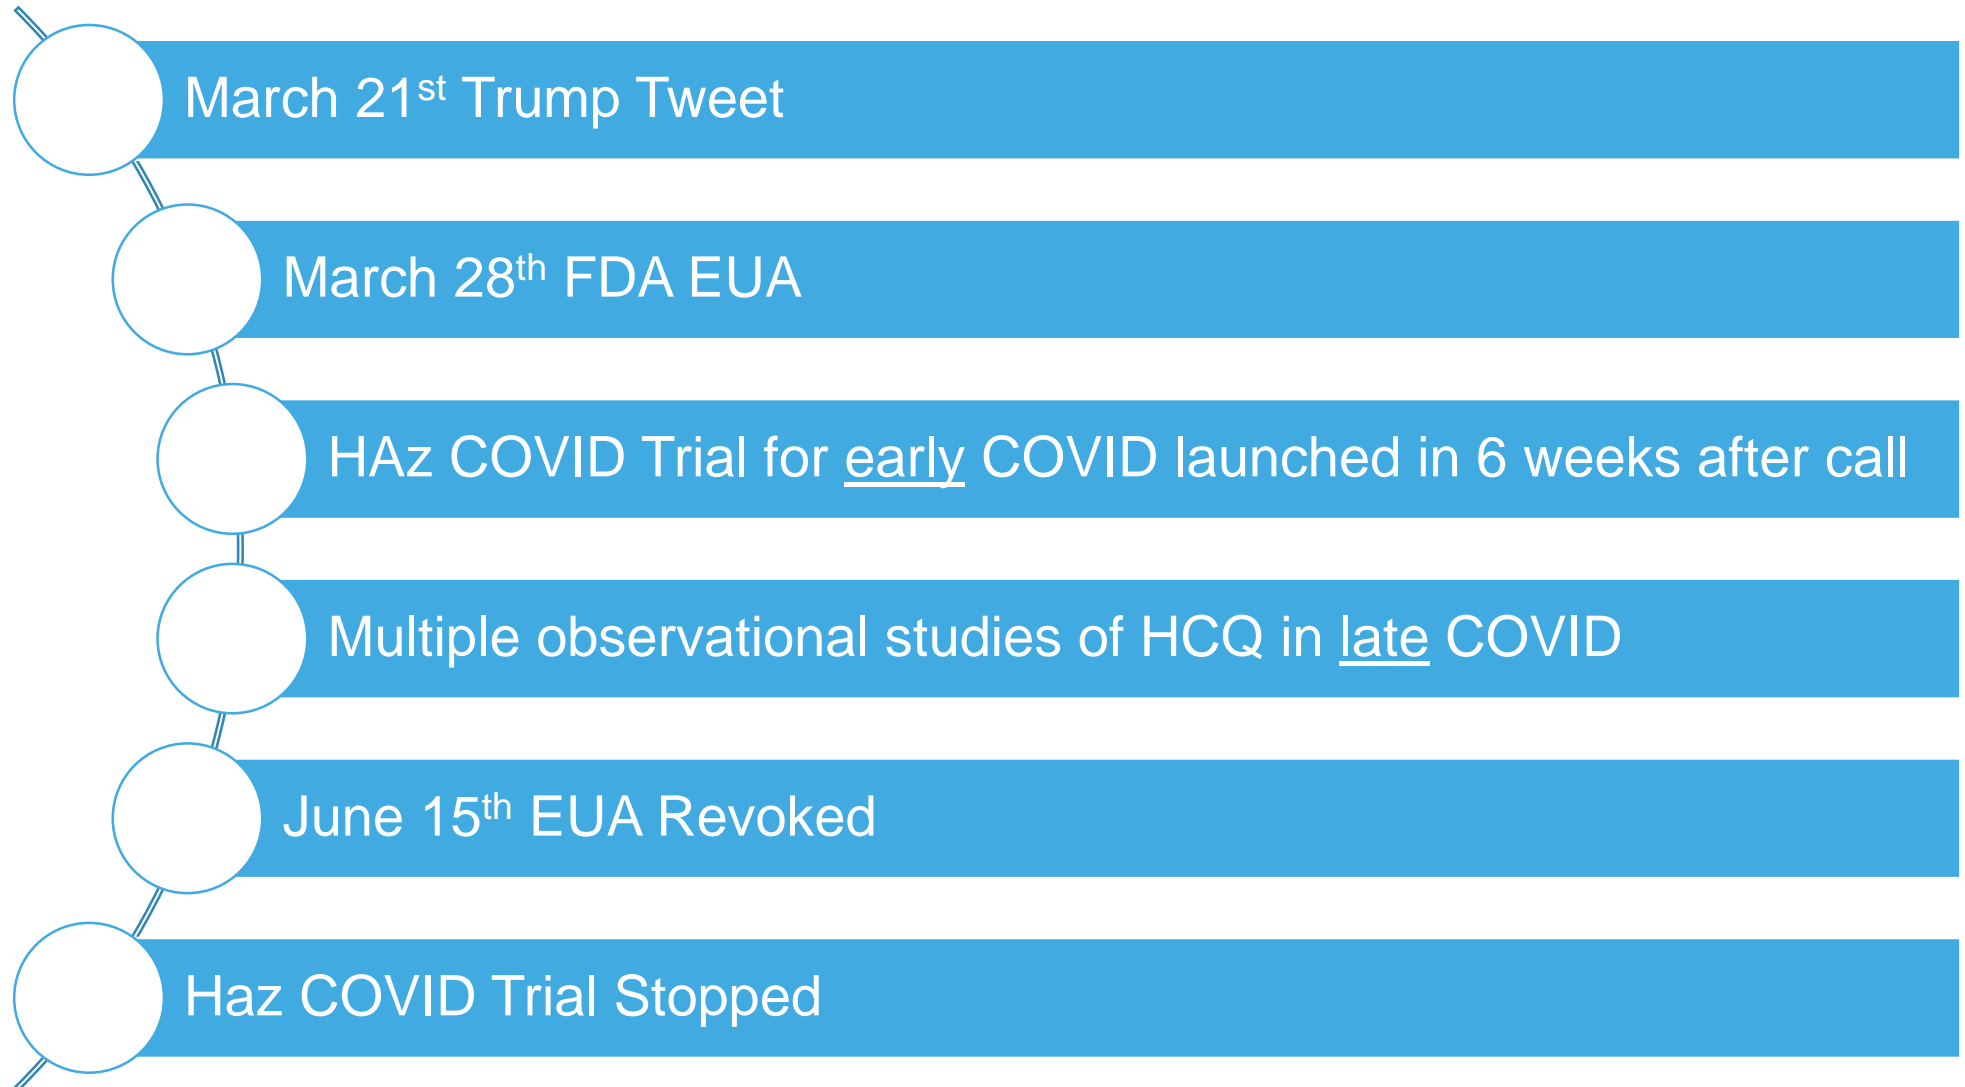 March 21st Trump Tweet
March 28th FDA EUA
HAz COVID Trial for early COVID launched in 6 weeks after call
Multiple observational studies of HCQ in late COVID
June 15th EUA Revoked
Haz COVID Trial Stopped